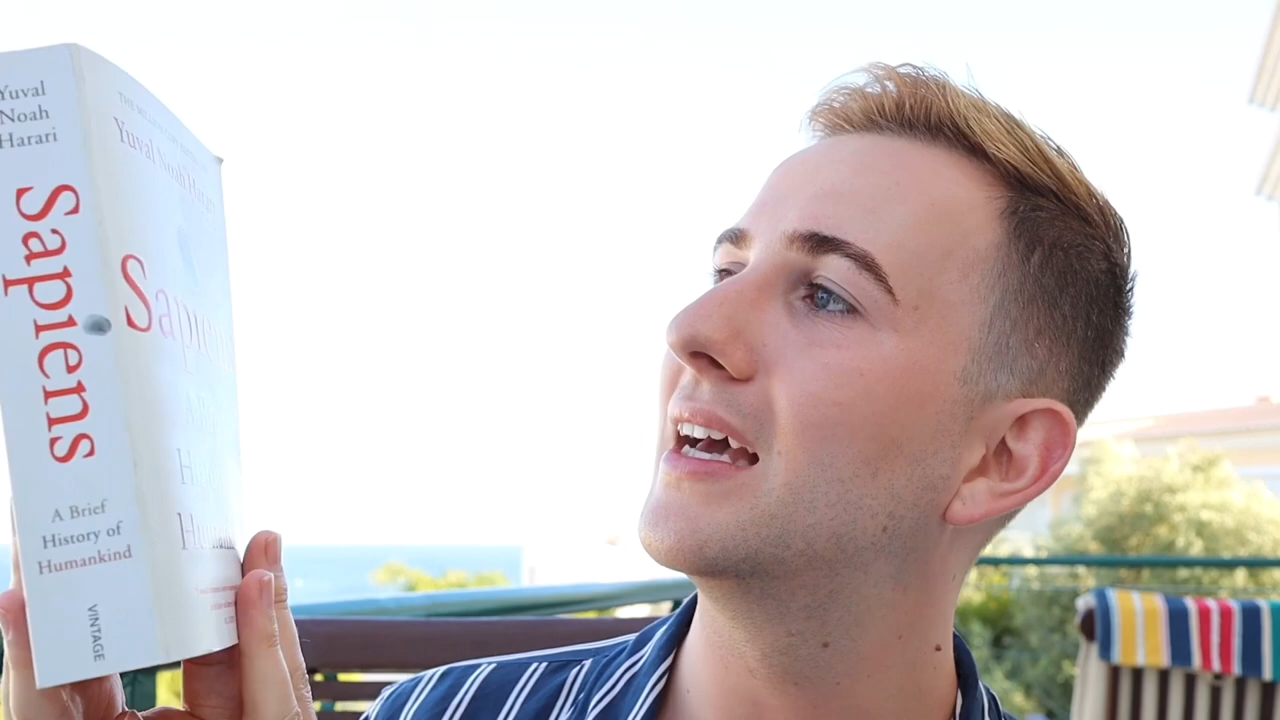 Yuval
Noah
Harari
Sapiens
A Brief
History of
Humankind
VINTAGE
Yuval Noah Harari
Sapiens